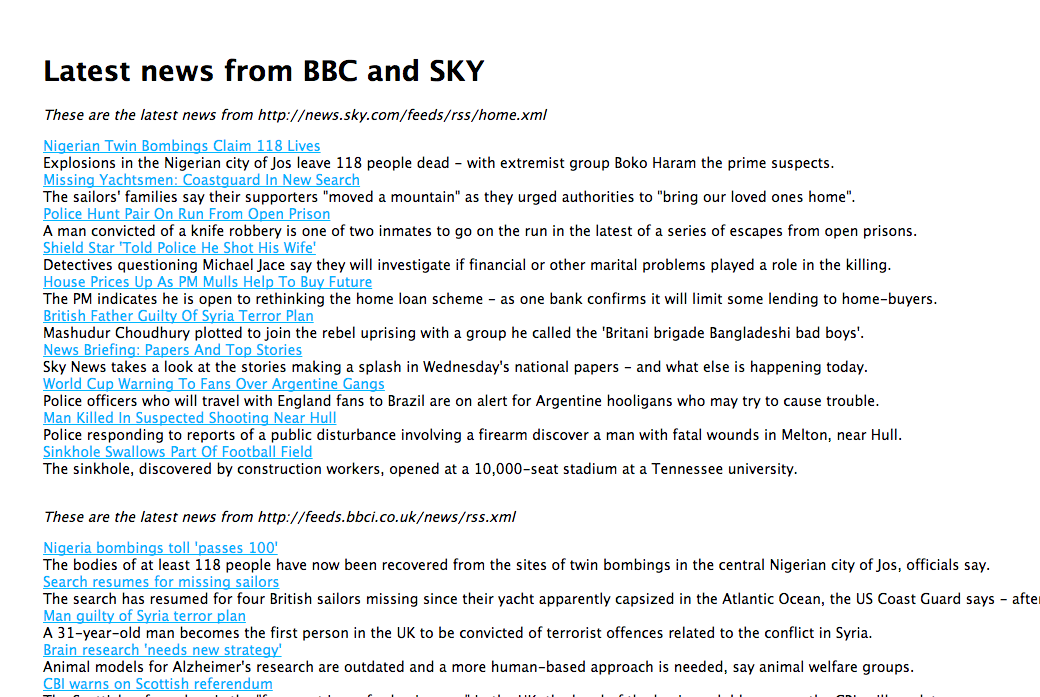 Latest news from BBC and SKY
These are the latest news from http://news.sky.com/feeds/rss/home.xml
Nigerian Twin Bombings Claim 118 Lives
Explosions in the Nigerian city of Jos leave 118 people dead – with extremist group Boko Haram the prime suspects.
Missing Yachtsmen: Coastguard In New Search
The sailors' families say their supporters "moved a mountain" as they urged authorities to "bring our loved ones home".
Police Hunt Pair On Run From Open Prison
A man convicted of a knife robbery is one of two inmates to go on the run in the latest of a series of escapes from open prisons.
Shield Star 'Told Police He Shot His Wife'
Detectives questioning Michael Jace say they will investigate if financial or other marital problems played a role in the killing.
House Prices Up As PM Mulls Help To Buy Future
The PM indicates he is open to rethinking the home loan scheme – as one bank confirms it will limit some lending to home-buyers.
British Father Guilty Of Syria Terror Plan
Mashudur Choudhury plotted to join the rebel uprising with a group he called the 'Britani brigade Bangladeshi bad boys'.
News Briefing: Papers And Top Stories
Sky News takes a look at the stories making a splash in Wednesday's national papers – and what else is happening today.
World Cup Warning To Fans Over Argentine Gangs
Police officers who will travel with England fans to Brazil are on alert for Argentine hooligans who may try to cause trouble.
Man Killed In Suspected Shooting Near Hull
Police responding to reports of a public disturbance involving a firearm discover a man with fatal wounds in Melton, near Hull.
Sinkhole Swallows Part Of Football Field
The sinkhole, discovered by construction workers, opened at a 10,000-seat stadium at a Tennessee university.
These are the latest news from http://feeds.bbci.co.uk/news/rss.xml
Nigeria bombings toll 'passes 100'
The bodies of at least 118 people have now been recovered from the sites of twin bombings in the central Nigerian city of Jos, officials say.
Search resumes for missing sailors
The search has resumed for four British sailors missing since their yacht apparently capsized in the Atlantic Ocean, the US Coast Guard says – after
Man guilty of Syria terror plan
A 31-year-old man becomes the first person in the UK to be convicted of terrorist offences related to the conflict in Syria.
Brain research 'needs new strategy'
Animal models for Alzheimer's research are outdated and a more human-based approach is needed, say animal welfare groups.
CBI warns on Scottish referendum